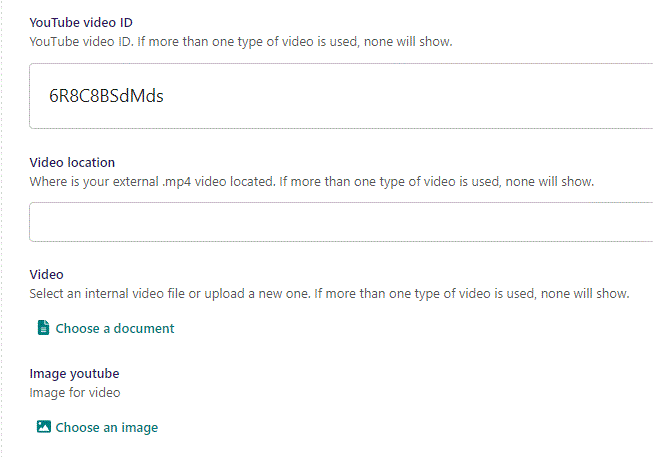 YouTube video ID
YouTube video ID. If more than one type of video is used, none will show.
6R8C8BSdMds
Video location
Where is your external .mp4 video located. If more than one type of video is used, none will show.
Video
Select an internal video file or upload a new one. If more than one type of video is used, none will show.
Choose a document
Image youtube
Image for video
Choose an image